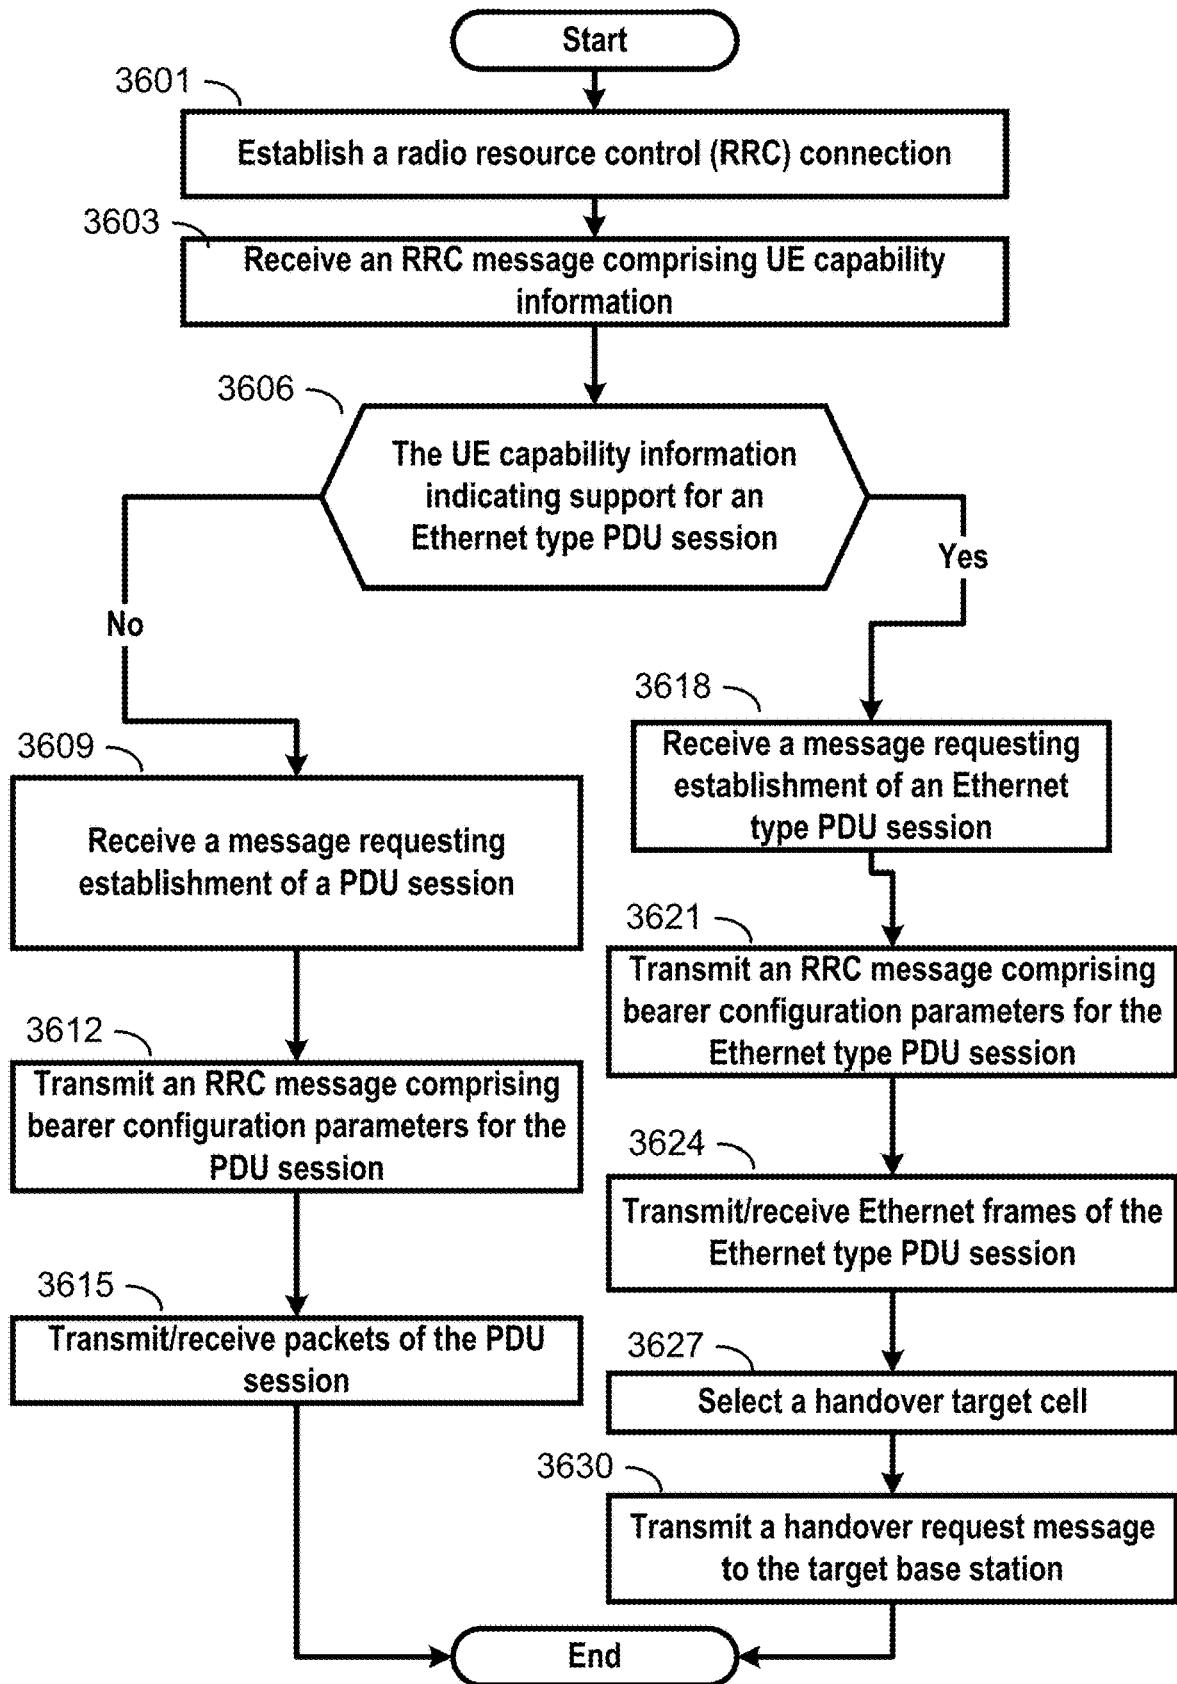 Start
3601
Establish a radio resource control (RRC) connection
3603
Receive an RRC message comprising UE capability
information
3606
The UE capability information
indicating support for an
Ethernet type PDU session
Yes
No
3609
Receive a message requesting
establishment of a PDU session
3612
Transmit an RRC message comprising
bearer configuration parameters for the
PDU session
3615
Transmit/receive packets of the PDU
session
3618
Receive a message requesting
establishment of an Ethernet
type PDU session
3621
Transmit an RRC message comprising
bearer configuration parameters for the
Ethernet type PDU session
3624
Transmit/receive Ethernet frames of the
Ethernet type PDU session
3627
Select a handover target cell
3630
Transmit a handover request message
to the target base station
End